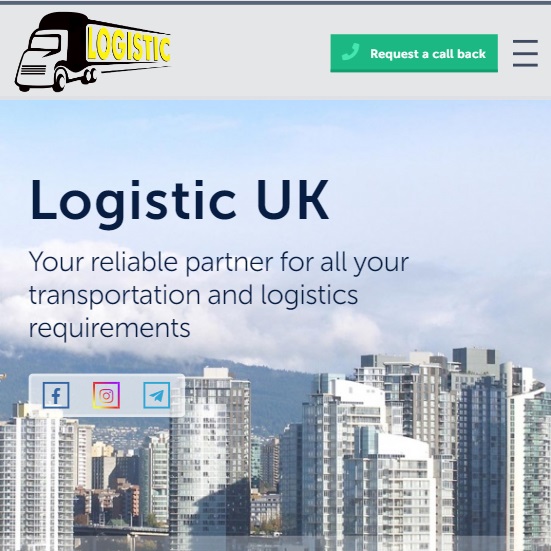 LOGISTIC
Request a call back
Logistic UK
Your reliable partner for all your
transportation and logistics
requirements